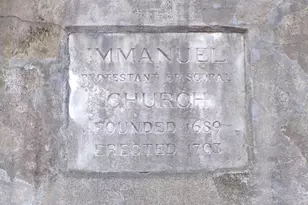 IMMANUEL
PROTESTANT EPISCOPAL
CHURCH
FOUNDED 1689
ERECTED 1703